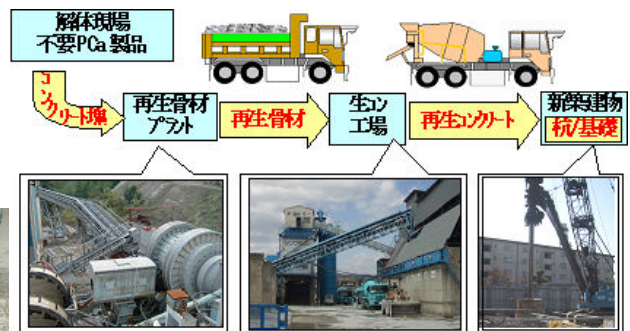 解体現場
不要PCa製品
コンクリート塊
再生骨材
プラント
再生骨材
生コン
工場
再生コンクリート
新築建物
杭/基礎